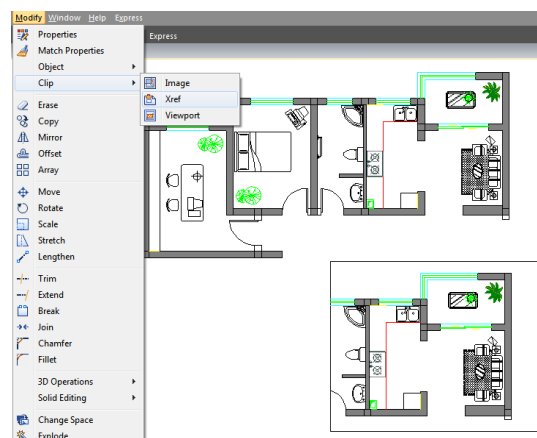 Modify Window Help Express
Express
Properties
Match Properties
Object
Clip
Image
Xref
Viewport
Erase
Copy
Mirror
Offset
Array
Move
Rotate
Scale
Stretch
Lengthen
Trim
Extend
Break
Join
Chamfer
Fillet
3D Operations
Solid Editing
Change Space
Explode